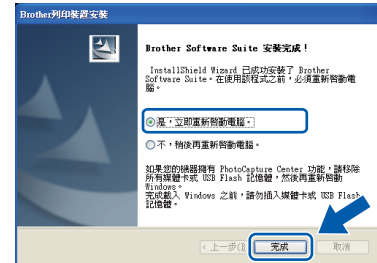 Brother列印裝置安裝
Brother Software Suite 安裝完成！
InstallShield Wizard 已成功安裝了 Brother
Software Suite。在使用該程式之前，必須重新啓動電
腦。
是，立即重新啓動電腦。
不，稍後再重新啓動電腦。
如果您的機器擁有 PhotoCapture Center 功能，請移除
所有媒體卡或 USB Flash 記憶體，然後再重新啓動
Windows。
完成載入 Windows 之前，請勿插入媒體卡或 USB Flash
記憶體。
< 上一步(B)
完成
取消